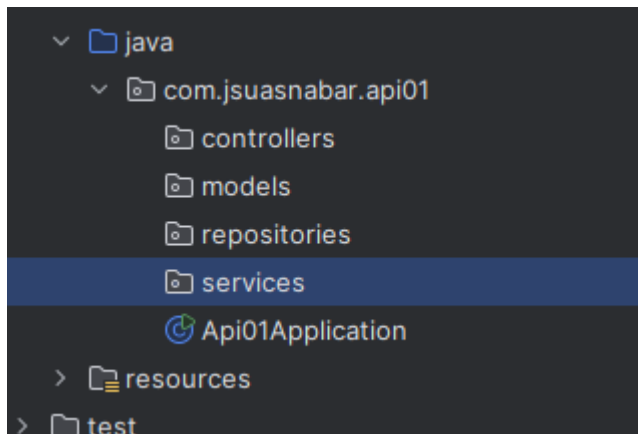 java
com.jsuasnabar.api01
controllers
models
repositories
services
Api01Application
resources
test